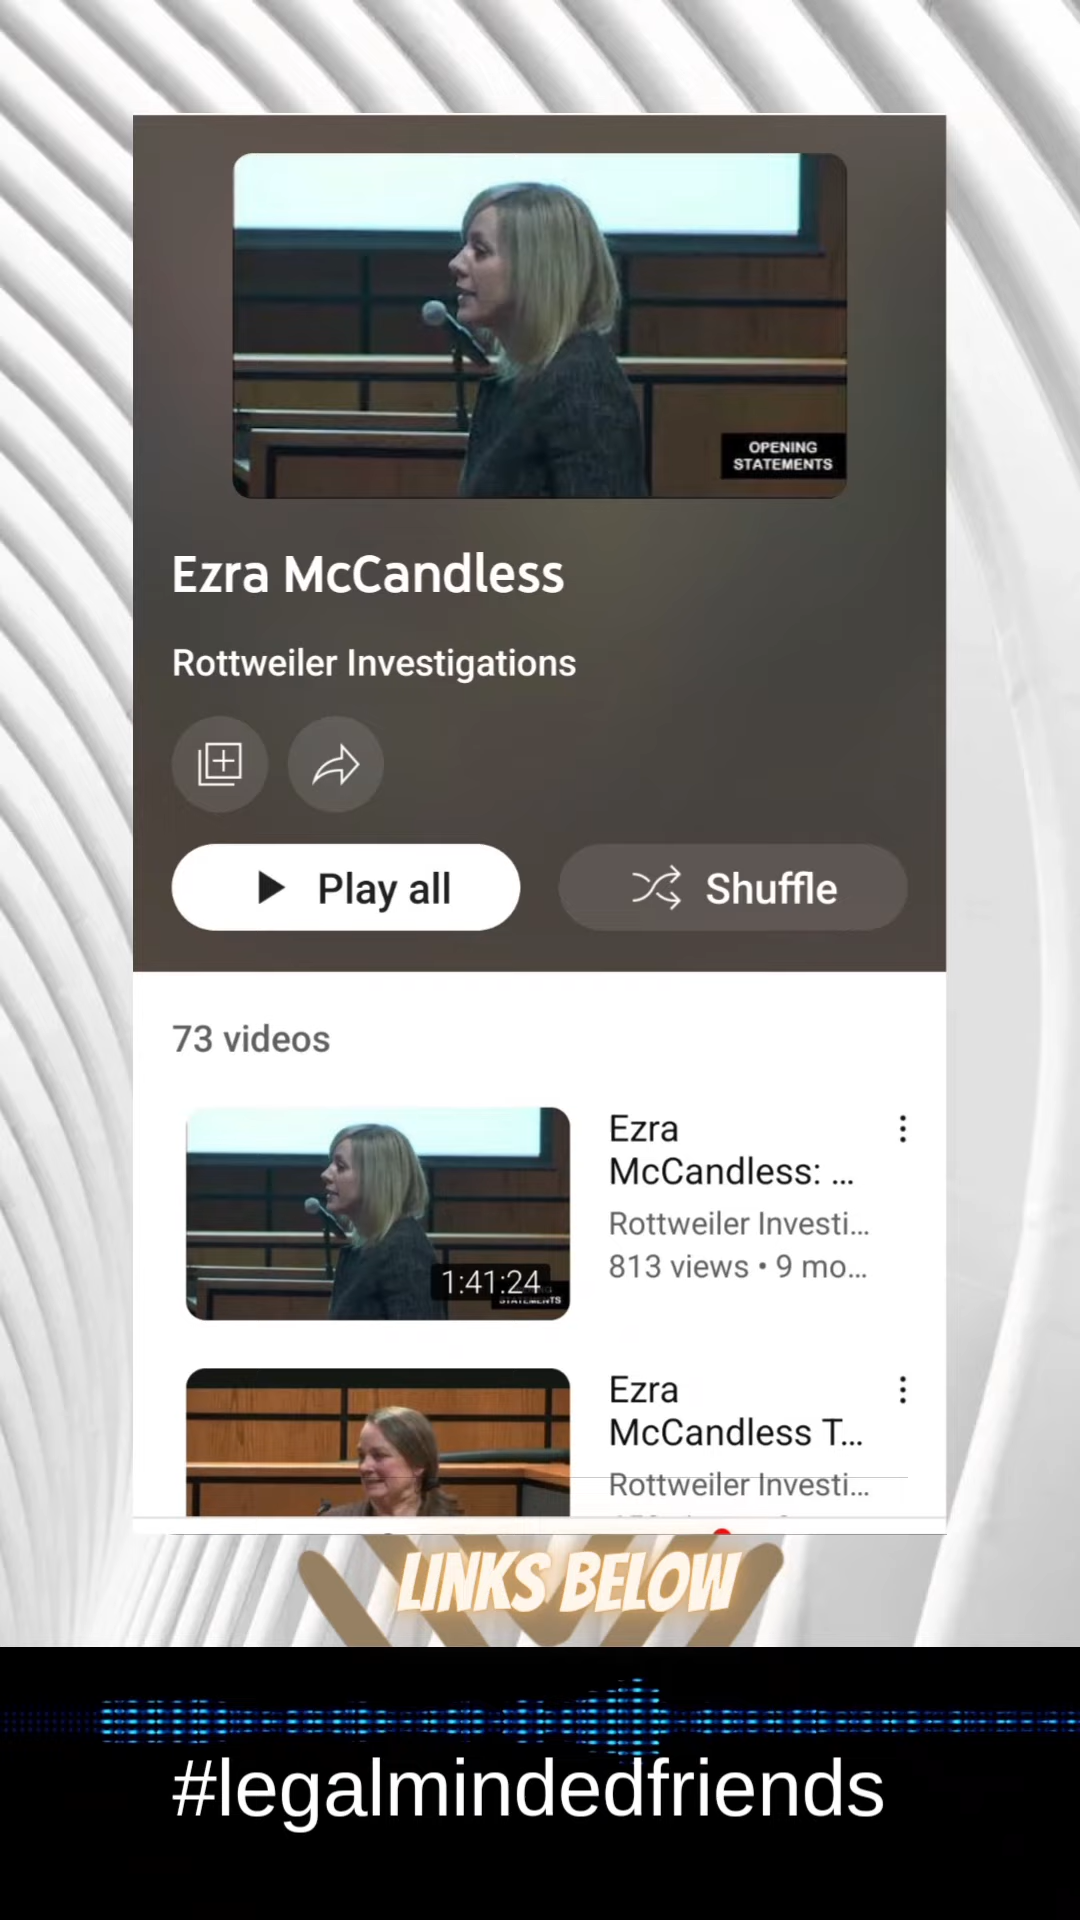 OPENING
STATEMENTS
Ezra McCandless
Rottweiler Investigations
Play all
Shuffle
73 videos
Ezra
McCandless: ...
Rottweiler Investi...
813 views • 9 mo...
1:41:24
STATEMENTS
Ezra
McCandless T...
Rottweiler Investi...
LINKS BELOW
#legalmindedfriends